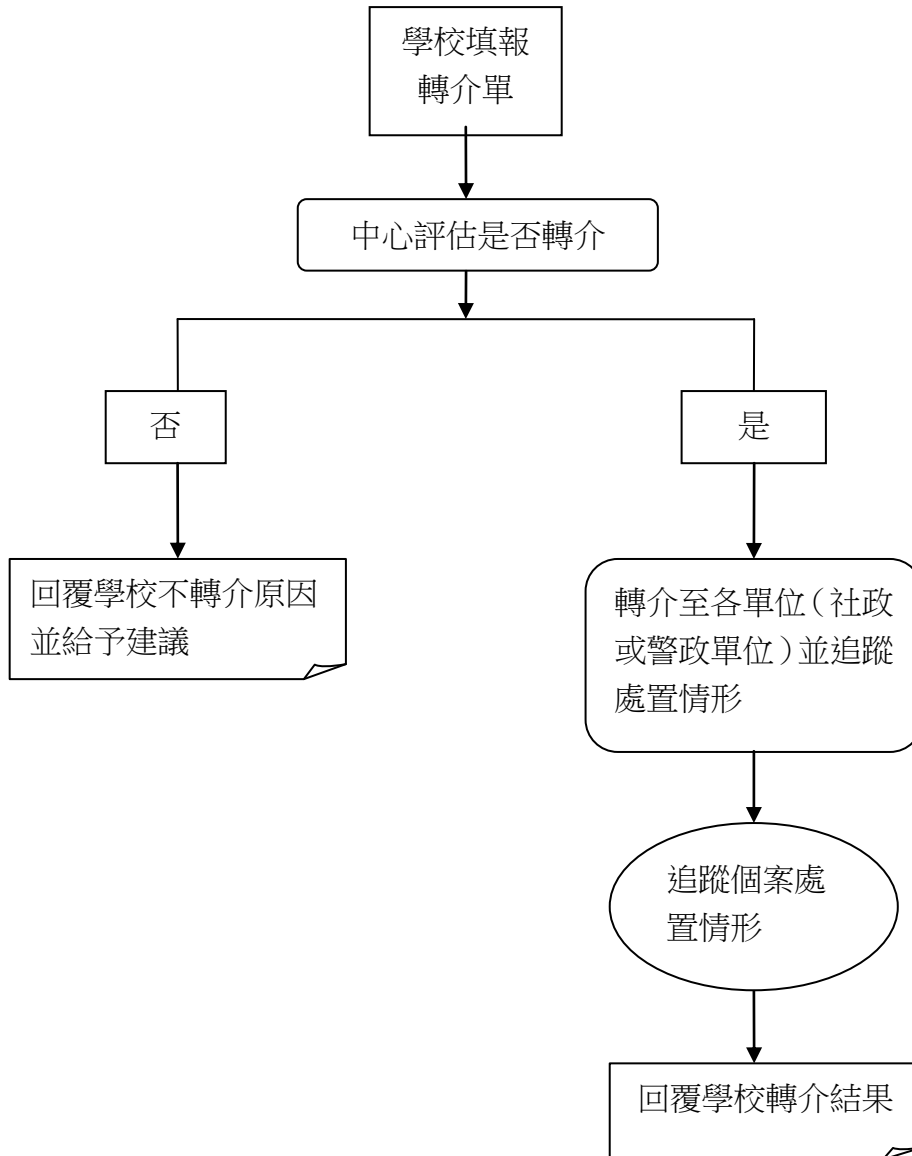 學校填報
轉介單
中心評估是否轉介
否
是
回覆學校不轉介原因
並給予建議
轉介至各單位(社政
或警政單位)並追蹤
處置情形
追蹤個案處
置情形
回覆學校轉介結果